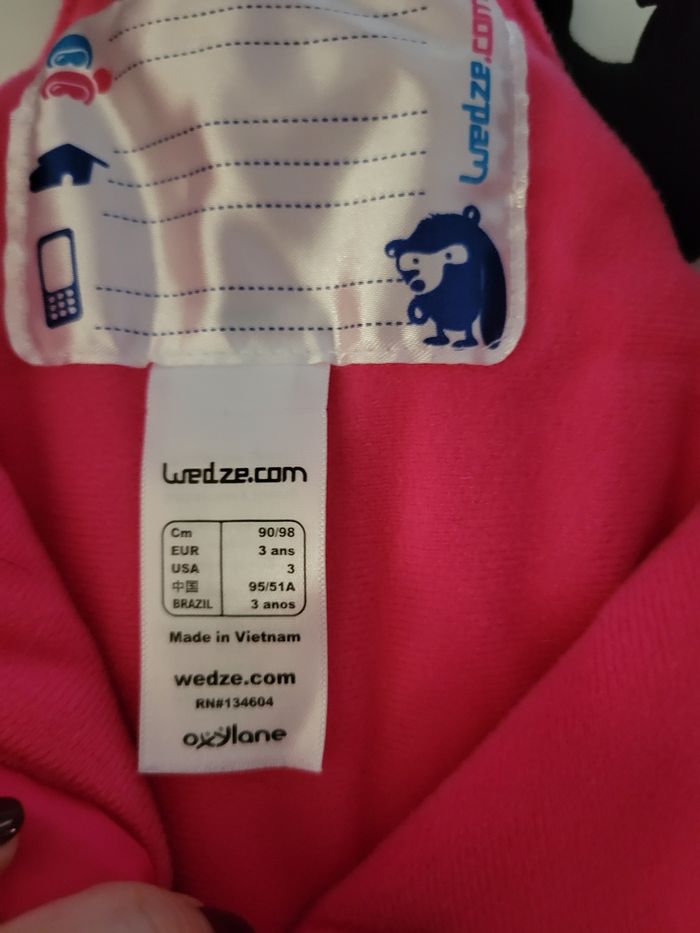 wedze.com
wedze.com
Cm 90/98
EUR 3 ans
USA 3
中国 95/51A
BRAZIL 3 anos
Made in Vietnam
wedze.com
RN#134604
oxylane